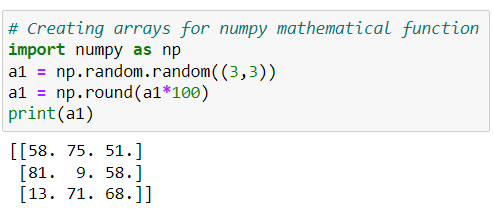 # Creating arrays for numpy mathematical function
import numpy as np
a1 = np.random.random((3,3))
a1 = np.round(a1*100)
print(a1)
[[58. 75. 51.]
 [81.  9. 58.]
 [13. 71. 68.]]